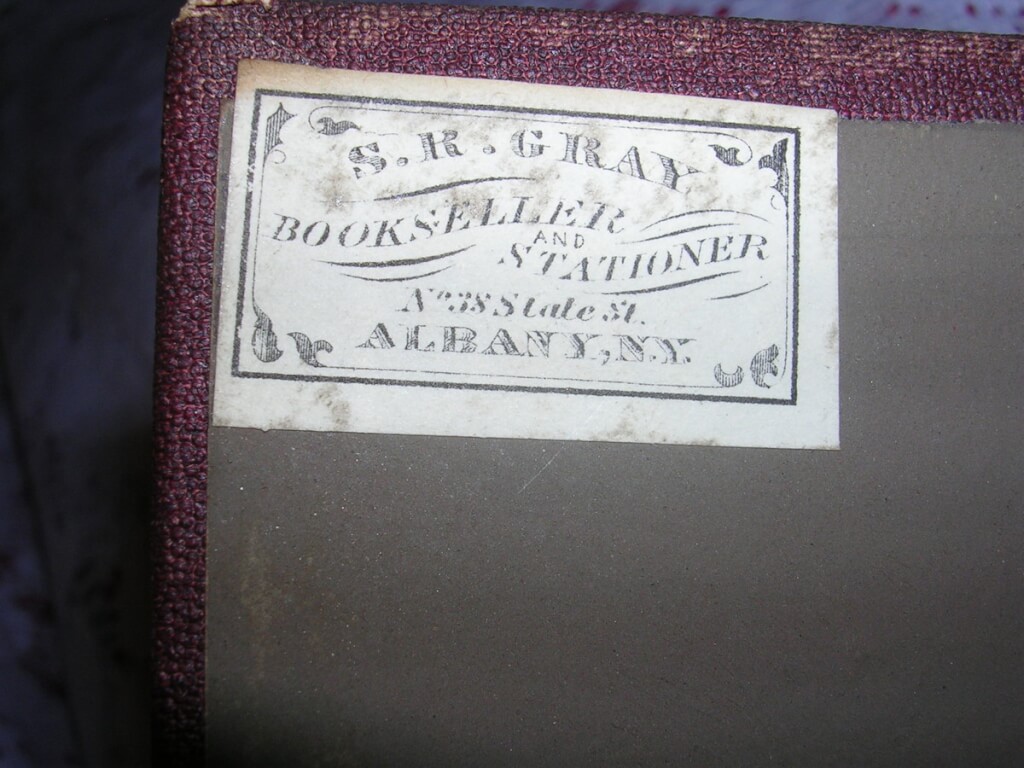 S. R. GRAY
BOOKSELLER
AND
STATIONER
No. 38 State St.
ALBANY, N.Y.